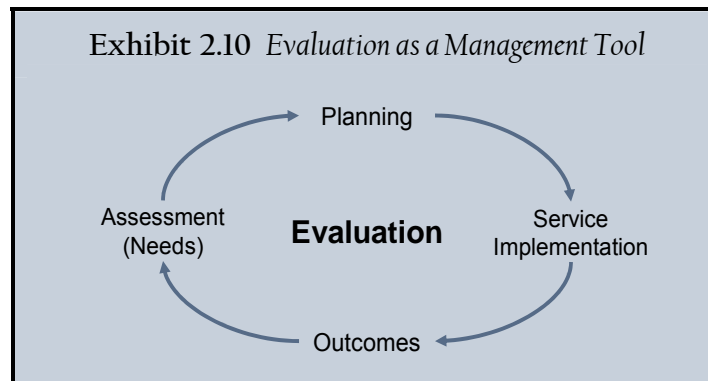 Exhibit 2.10 Evaluation as a Management Tool
Planning
Assessment
(Needs)
Evaluation
Service
Implementation
Outcomes